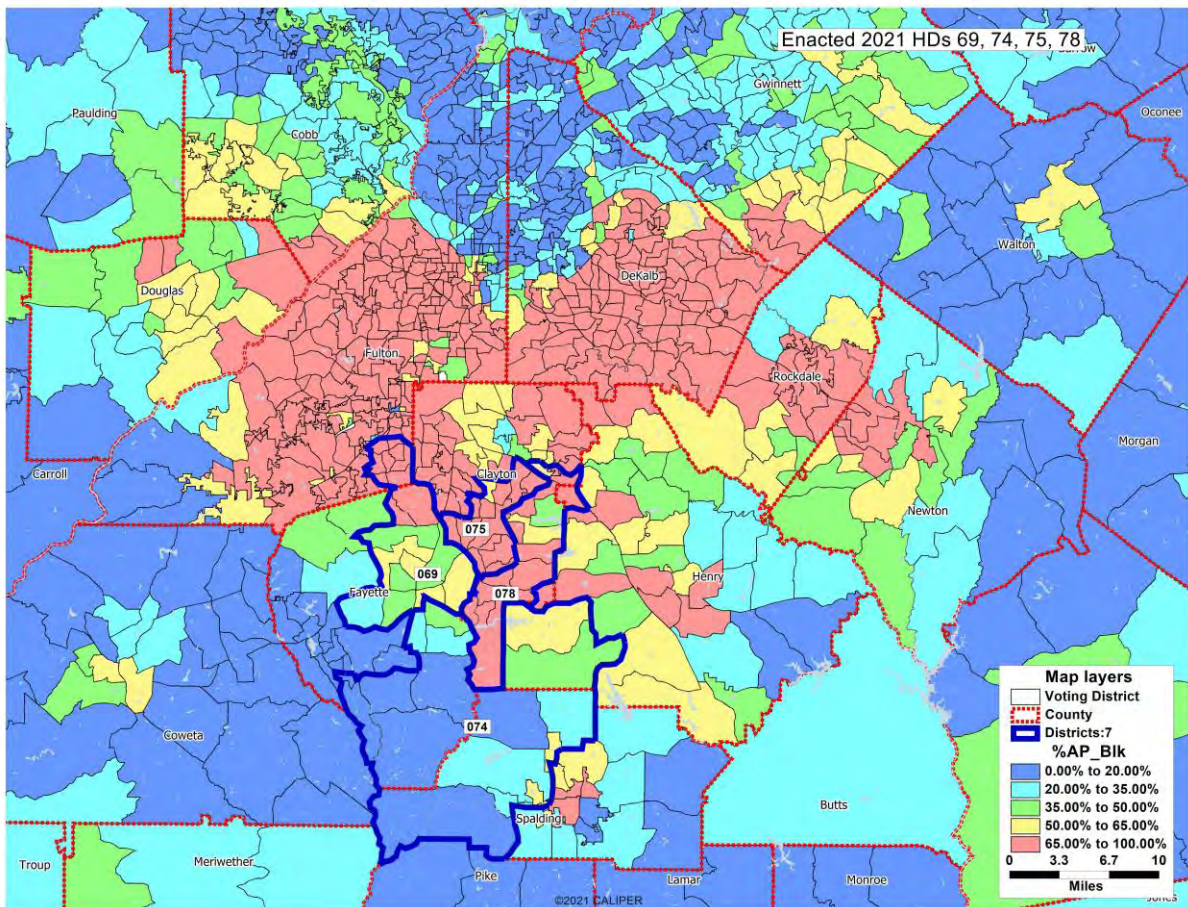 Enacted 2021 HDs 69, 74, 75, 78
Gwinnett
Paulding
Oconee
Cobb
Walton
DeKalb
Douglas
Fulton
Rockdale
Morgan
Carroll
Clayton
Newton
075
069
Henry
Fayette
078
074
Coweta
Butts
Spalding
Troup
Meriwether
Pike
Lamar
Monroe
©2021 CALIPER
Map layers
Voting District
County
Districts:7
%AP_Blk
0.00% to 20.00%
20.00% to 35.00%
35.00% to 50.00%
50.00% to 65.00%
65.00% to 100.00%
0 3.3 6.7 10
Miles